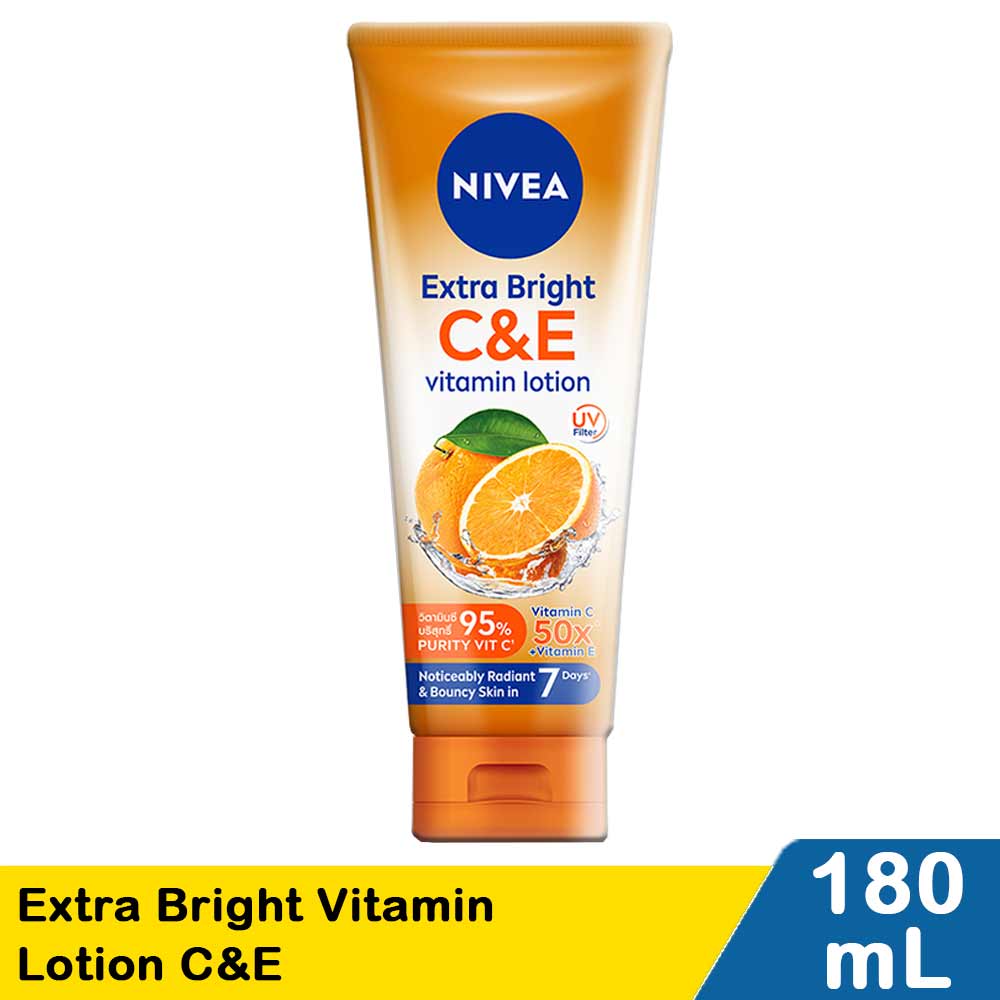 NIVEA
Extra Bright
C&E
vitamin lotion
UV
Filter
วิตามินซี
บริสุทธิ์ 95%
PURITY VIT C¹
Vitamin C
50x
+Vitamin E
Noticeably Radiant
& Bouncy Skin in 7 Days*
Extra Bright Vitamin
Lotion C&E
180
mL